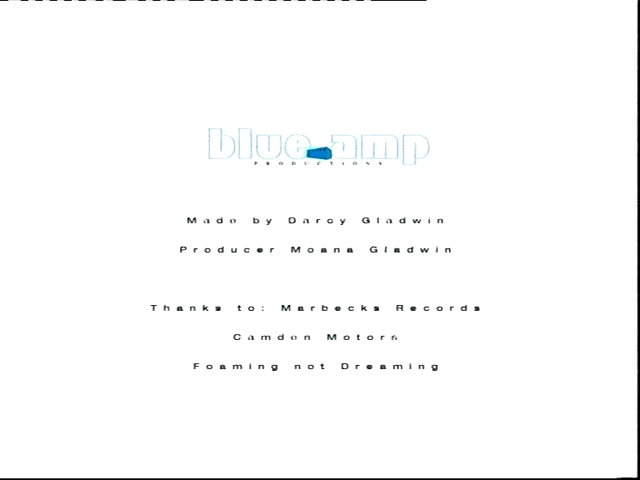 blue amp
PRODUCTIONS
Made by Darcy Gladwin
Producer Moana Gladwin
Thanks to: Marbecks Records
Camden Motors
Foaming not Dreaming